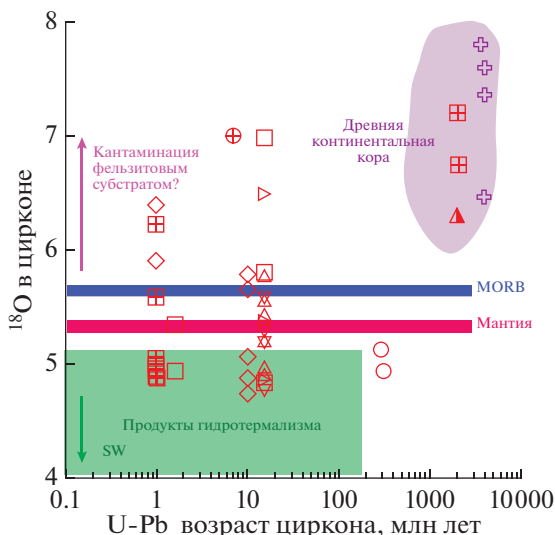 8
7
6
5
4
¹⁸O в цирконе
Кантаминация
фельзитовым
субстратом?
Древняя
континентальная
кора
MORB
Мантия
Продукты гидротермализма
SW
0.1 1 10 100 1000 10000
U-Pb возраст циркона, млн лет